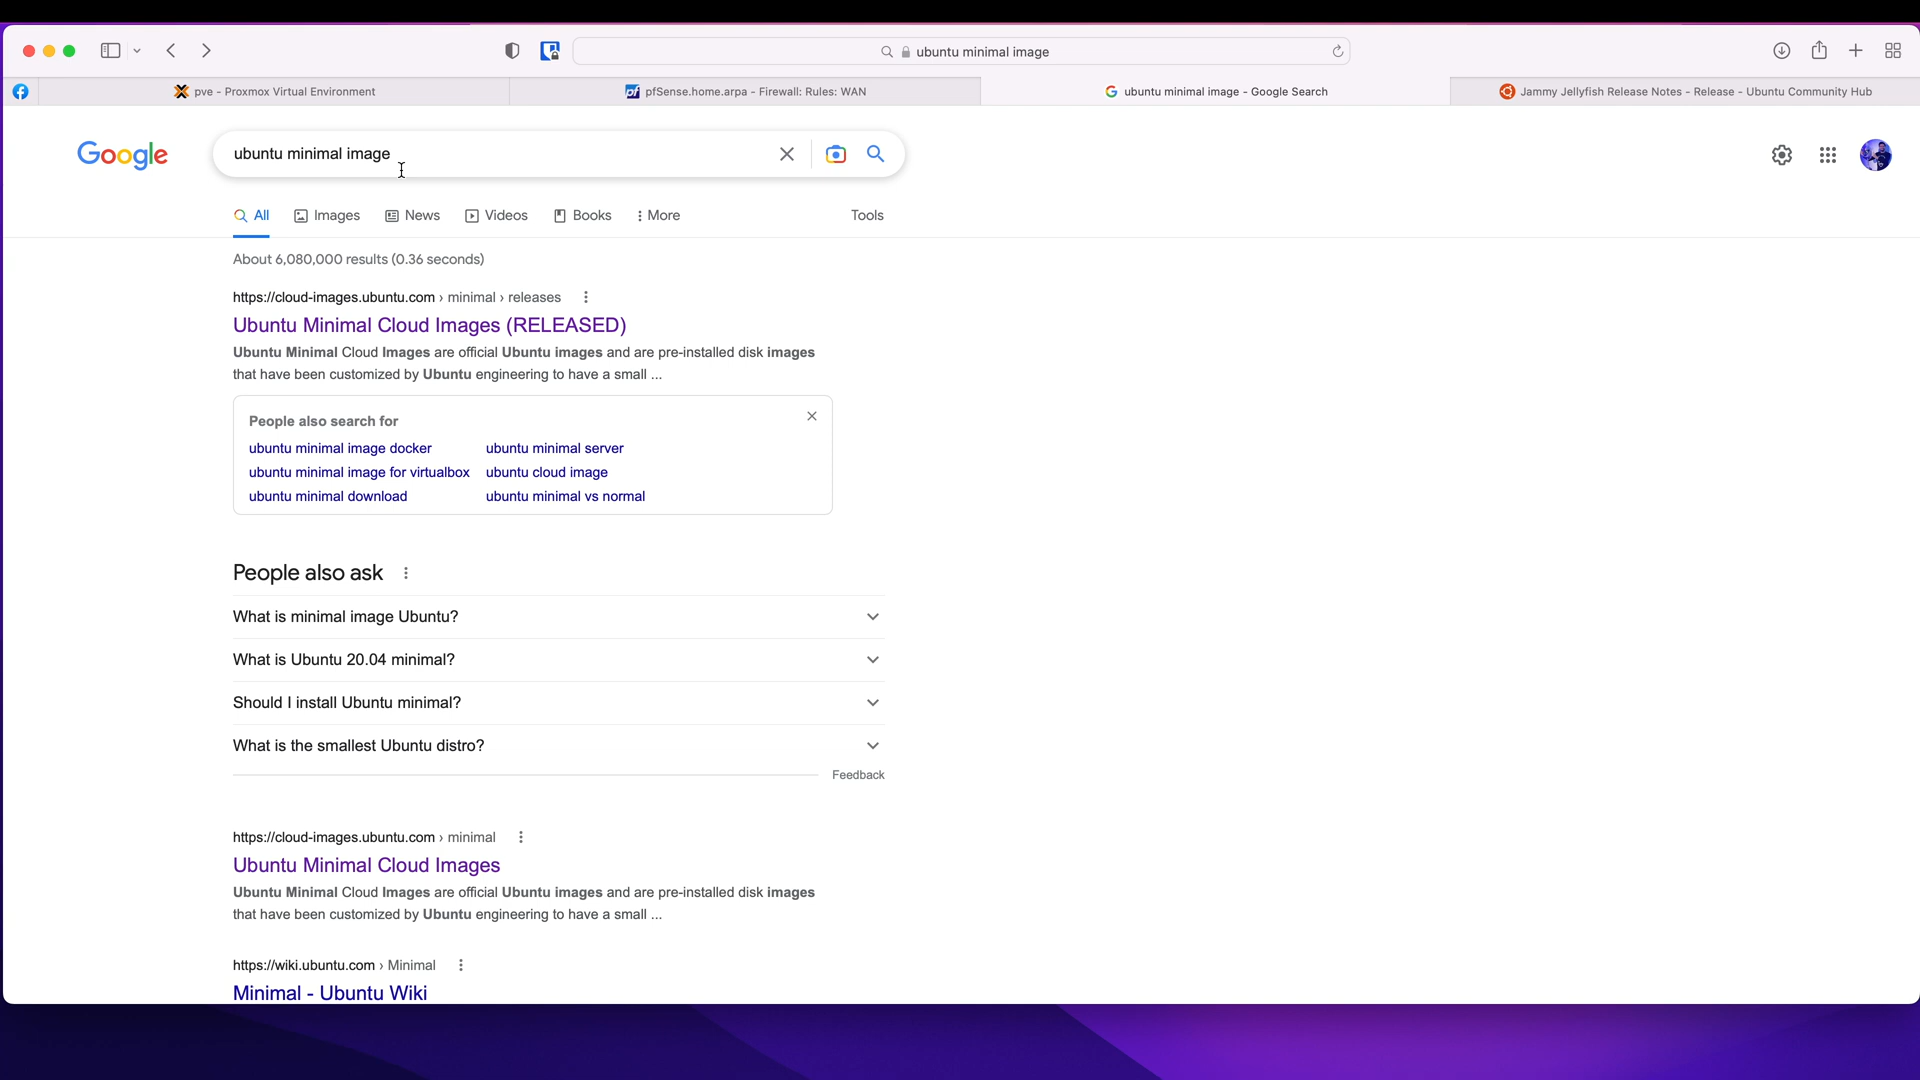 ubuntu minimal image
pve - Proxmox Virtual Environment
pfSense.home.arpa - Firewall: Rules: WAN
ubuntu minimal image - Google Search
Jammy Jellyfish Release Notes - Release - Ubuntu Community Hub
Google
ubuntu minimal image
All
Images
News
Videos
Books
More
Tools
About 6,080,000 results (0.36 seconds)
https://cloud-images.ubuntu.com › minimal › releases
Ubuntu Minimal Cloud Images (RELEASED)
Ubuntu Minimal Cloud Images are official Ubuntu images and are pre-installed disk images
that have been customized by Ubuntu engineering to have a small ...
People also search for
ubuntu minimal image docker
ubuntu minimal server
ubuntu minimal image for virtualbox
ubuntu cloud image
ubuntu minimal download
ubuntu minimal vs normal
People also ask
What is minimal image Ubuntu?
What is Ubuntu 20.04 minimal?
Should I install Ubuntu minimal?
What is the smallest Ubuntu distro?
Feedback
https://cloud-images.ubuntu.com › minimal
Ubuntu Minimal Cloud Images
Ubuntu Minimal Cloud Images are official Ubuntu images and are pre-installed disk images
that have been customized by Ubuntu engineering to have a small ...
https://wiki.ubuntu.com › Minimal
Minimal - Ubuntu Wiki